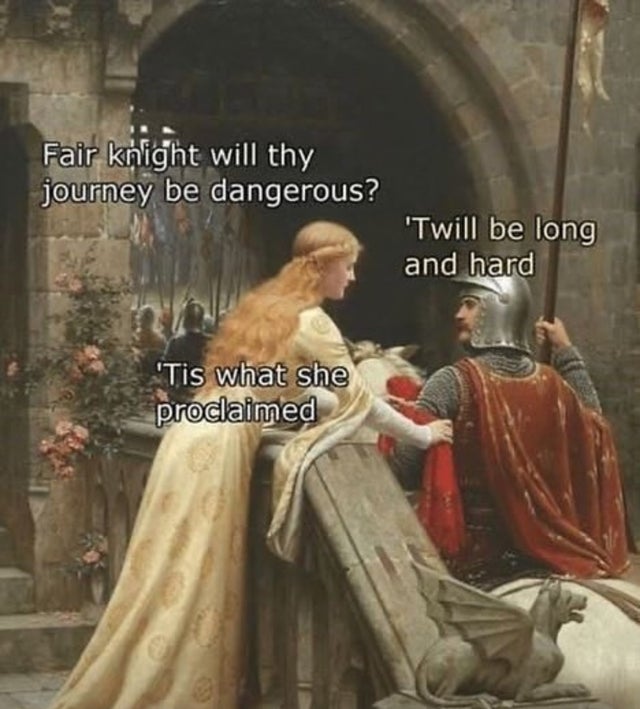 Fair knight will thy
journey be dangerous?
'Twill be long
and hard
'Tis what she
proclaimed